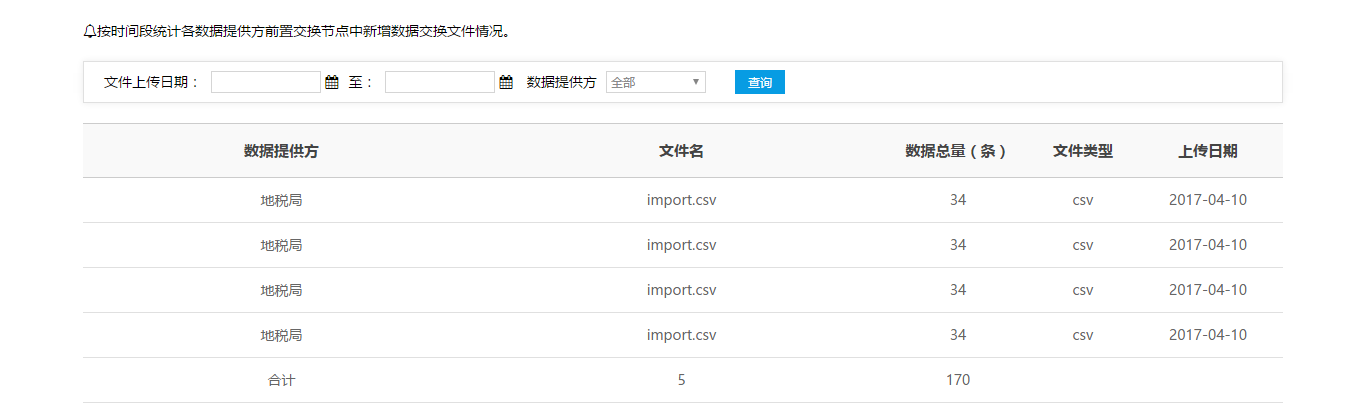 按时间段统计各数据提供方前置交换节点中新增数据交换文件情况。
文件上传日期： 至： 数据提供方 全部 查询
数据提供方 文件名 数据总量（条） 文件类型 上传日期
地税局 import.csv 34 csv 2017-04-10
地税局 import.csv 34 csv 2017-04-10
地税局 import.csv 34 csv 2017-04-10
地税局 import.csv 34 csv 2017-04-10
合计 5 170